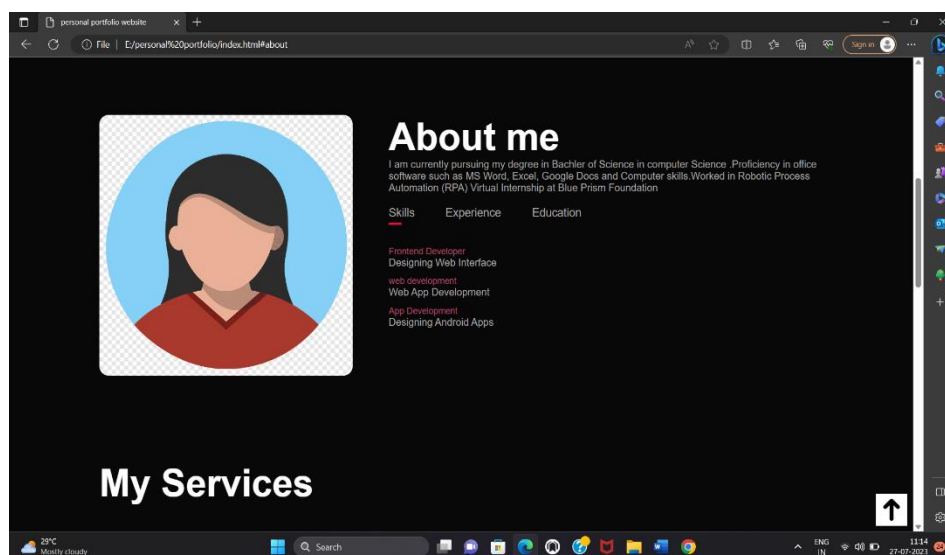 personal portfolio website
File | E:/personal%20portfolio/index.html#about
Sign in
About me
I am currently pursuing my degree in Bachler of Science in computer Science .Proficiency in office
software such as MS Word, Excel, Google Docs and Computer skills.Worked in Robotic Process
Automation (RPA) Virtual Internship at Blue Prism Foundation
Skills Experience Education
Frontend Developer
Designing Web Interface
web development
Web App Development
App Development
Designing Android Apps
My Services
29°C
Mostly cloudy
Search
ENG
IN
11:14
27-07-2023